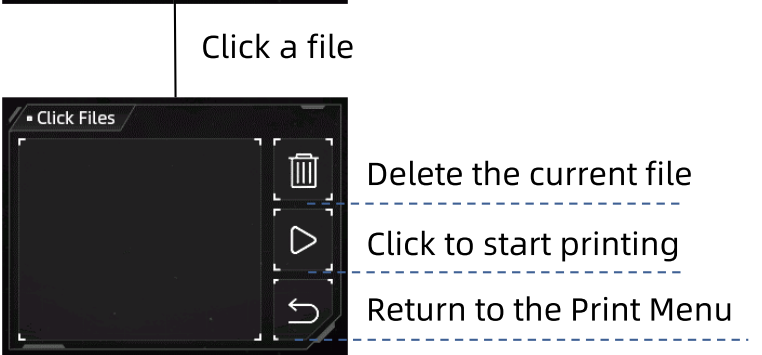 Click a file
Click Files
Delete the current file
Click to start printing
Return to the Print Menu